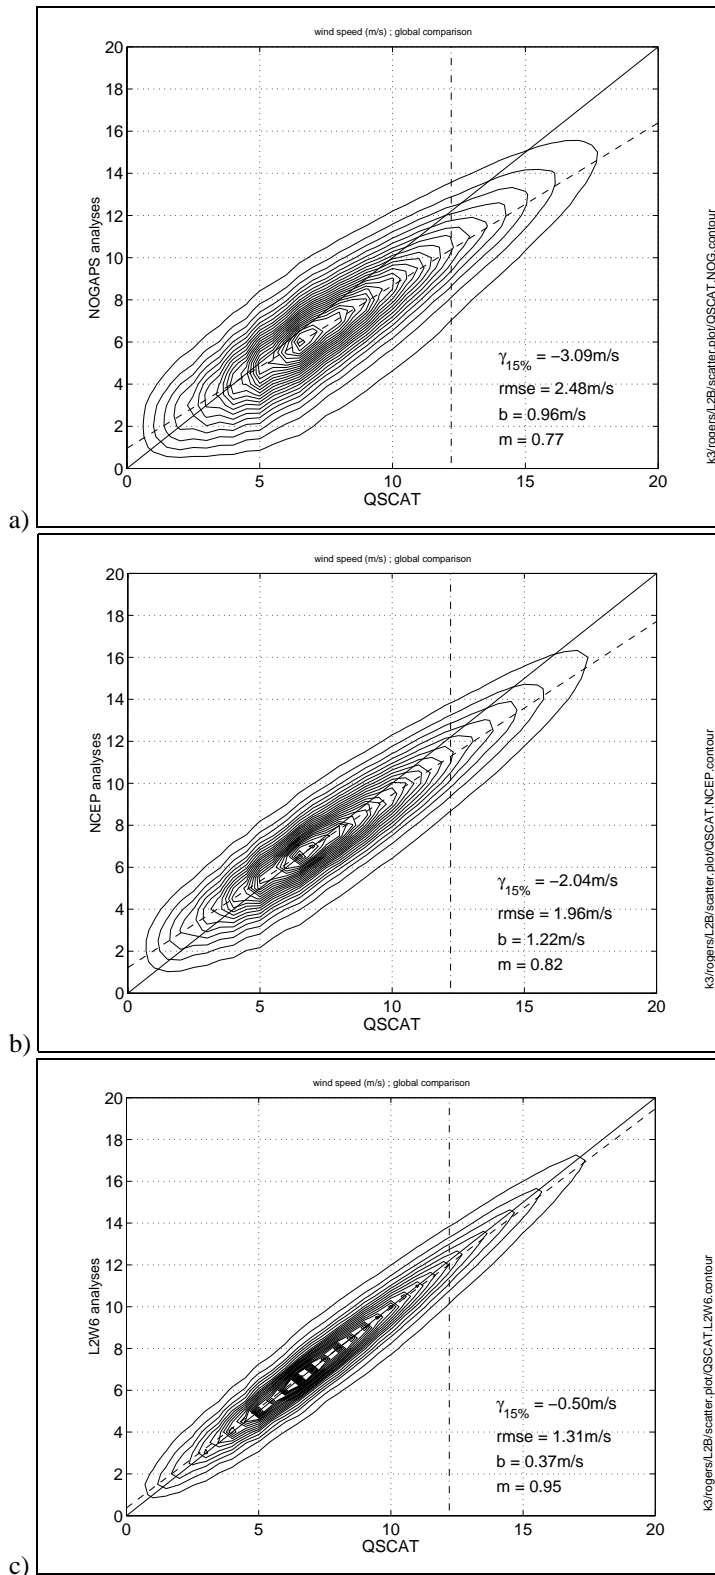 wind speed (m/s) ; global comparison
20
18
16
14
12
10
8
6
4
2
0
NOGAPS analyses
γ15% = −3.09m/s
rmse = 2.48m/s
b = 0.96m/s
m = 0.77
0 5 10 15 20
QSCAT
k3/rogers/L2B/scatter.plot/QSCAT.NOG.contour
a)
wind speed (m/s) ; global comparison
20
18
16
14
12
10
8
6
4
2
0
NCEP analyses
γ15% = −2.04m/s
rmse = 1.96m/s
b = 1.22m/s
m = 0.82
0 5 10 15 20
QSCAT
k3/rogers/L2B/scatter.plot/QSCAT.NCEP.contour
b)
wind speed (m/s) ; global comparison
20
18
16
14
12
10
8
6
4
2
0
L2W6 analyses
γ15% = −0.50m/s
rmse = 1.31m/s
b = 0.37m/s
m = 0.95
0 5 10 15 20
QSCAT
k3/rogers/L2B/scatter.plot/QSCAT.L2W6.contour
c)